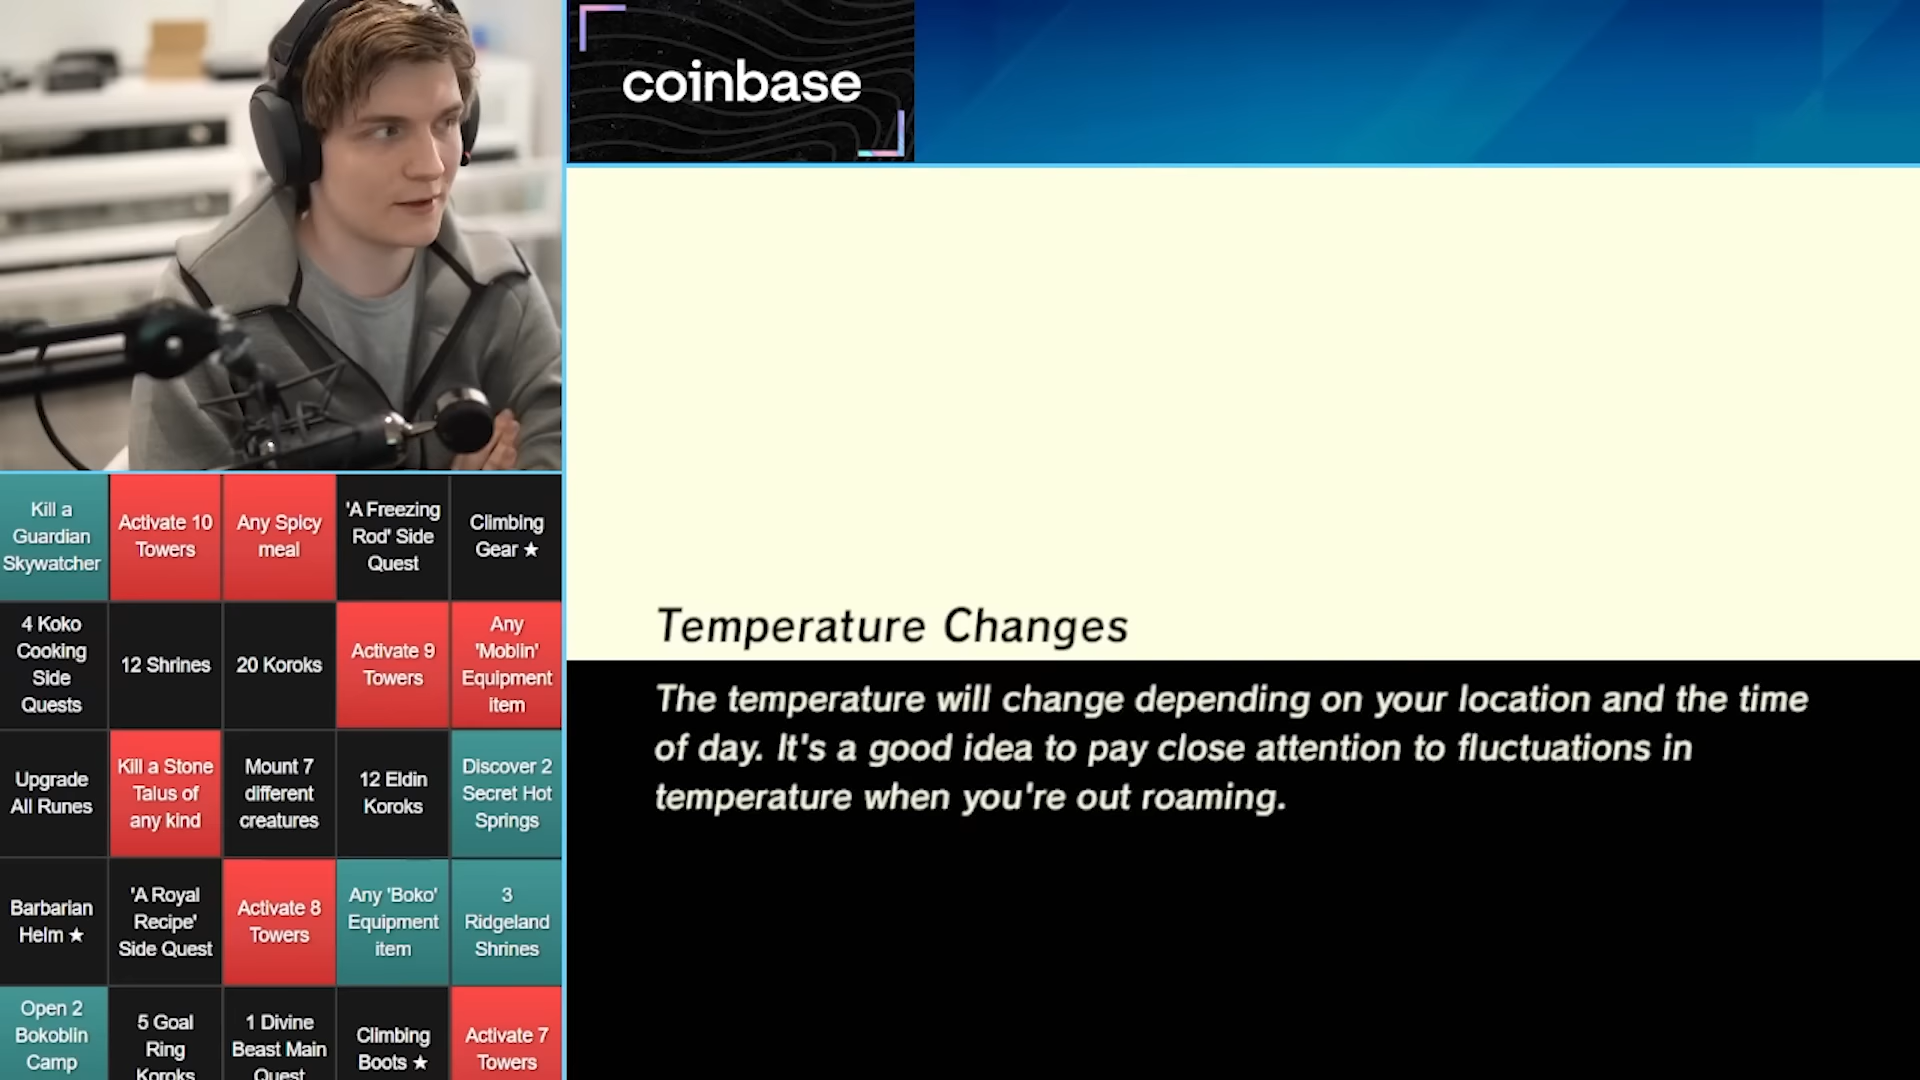 coinbase
Kill a
Guardian
Skywatcher
Activate 10
Towers
Any Spicy
meal
'A Freezing
Rod' Side
Quest
Climbing
Gear ★
4 Koko
Cooking
Side
Quests
12 Shrines
20 Koroks
Activate 9
Towers
Any
'Moblin'
Equipment
item
Upgrade
All Runes
Kill a Stone
Talus of
any kind
Mount 7
different
creatures
12 Eldin
Koroks
Discover 2
Secret Hot
Springs
Barbarian
Helm ★
'A Royal
Recipe'
Side Quest
Activate 8
Towers
Any 'Boko'
Equipment
item
3
Ridgeland
Shrines
Open 2
Bokoblin
Camp
5 Goal
Ring
Koroks
1 Divine
Beast Main
Quest
Climbing
Boots ★
Activate 7
Towers
Temperature Changes
The temperature will change depending on your location and the time
of day. It's a good idea to pay close attention to fluctuations in
temperature when you're out roaming.